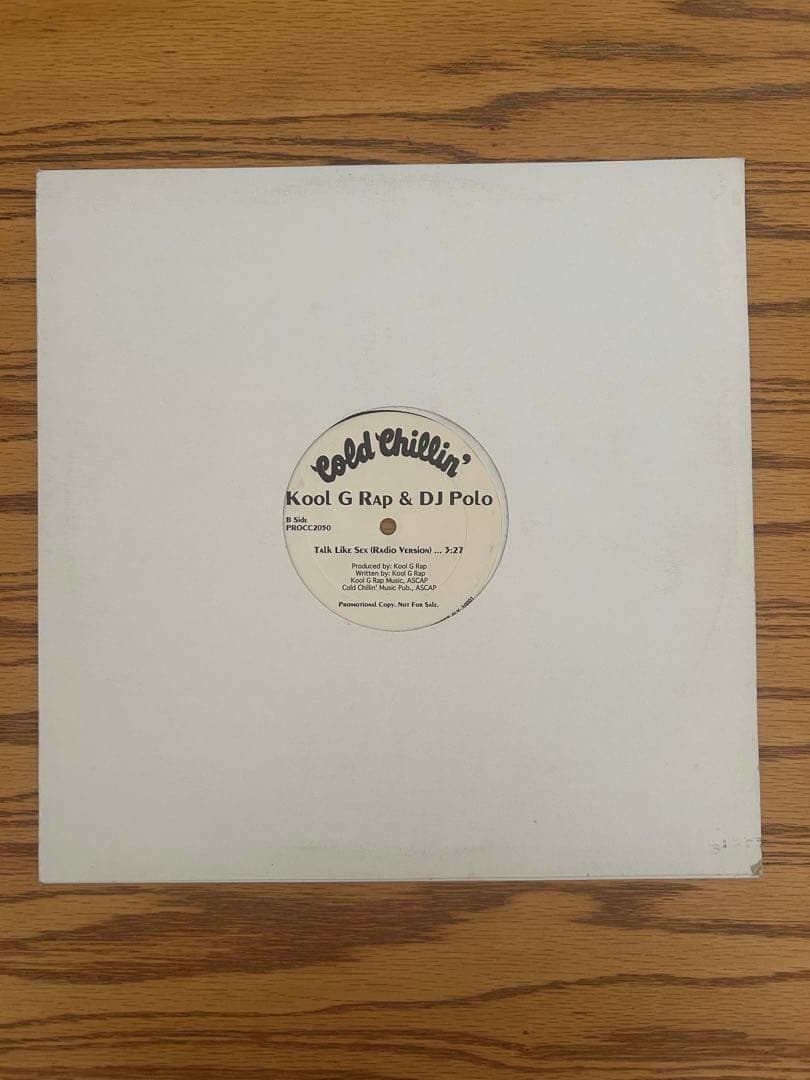 Cold Chillin'
Kool G Rap & DJ Polo
B Side
PROCC2050
Talk Like Sex (Radio Version) ... 3:27
Produced by: Kool G Rap
Written by: Kool G Rap
Kool G Rap Music, ASCAP
Cold Chillin' Music Pub., ASCAP
Promotional Copy. Not For Sale.